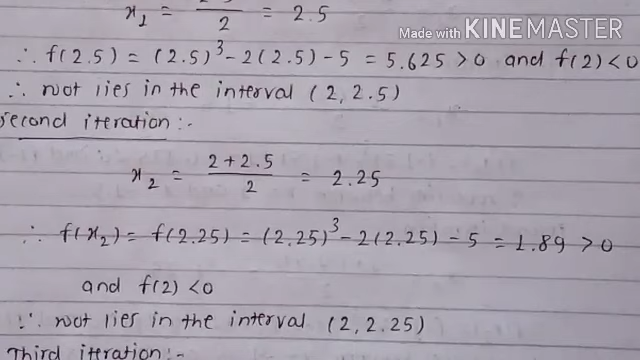 Made with KINEMASTER
x₁ = 2 = 2.5
∴ f(2.5) = (2.5)³ - 2(2.5) - 5 = 5.625 > 0 and f(2) < 0
∴ root lies in the interval (2, 2.5)
second iteration :-
x₂ = (2 + 2.5)/2 = 2.25
∴ f(x₂) = f(2.25) = (2.25)³ - 2(2.25) - 5 = 1.89 > 0
and f(2) < 0
∵ root lies in the interval (2, 2.25)
Third iteration :-